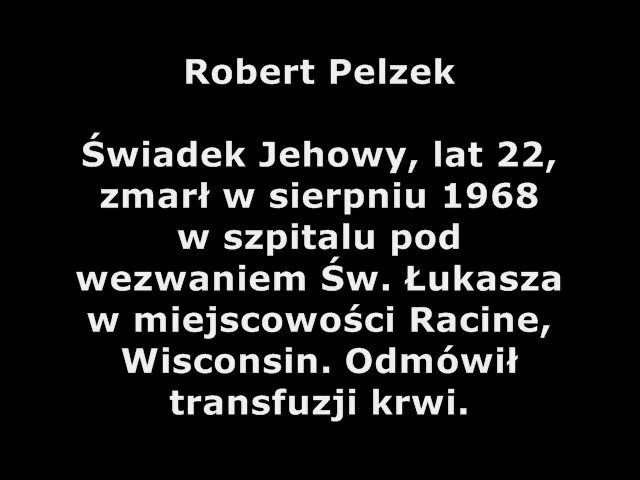 Robert Pelzek
Świadek Jehowy, lat 22,
zmarł w sierpniu 1968
w szpitalu pod
wezwaniem Św. Łukasza
w miejscowości Racine,
Wisconsin. Odmówił
transfuzji krwi.